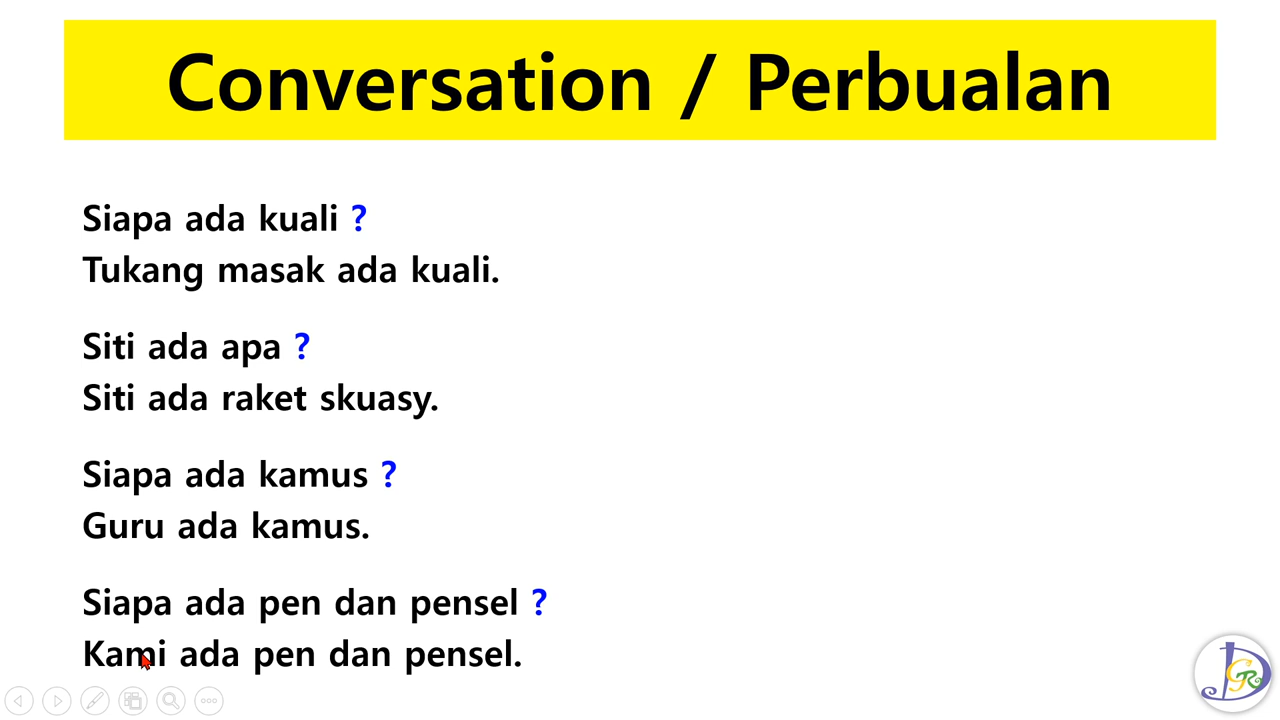 Conversation / Perbualan
Siapa ada kuali ?
Tukang masak ada kuali.
Siti ada apa ?
Siti ada raket skuasy.
Siapa ada kamus ?
Guru ada kamus.
Siapa ada pen dan pensel ?
Kami ada pen dan pensel.